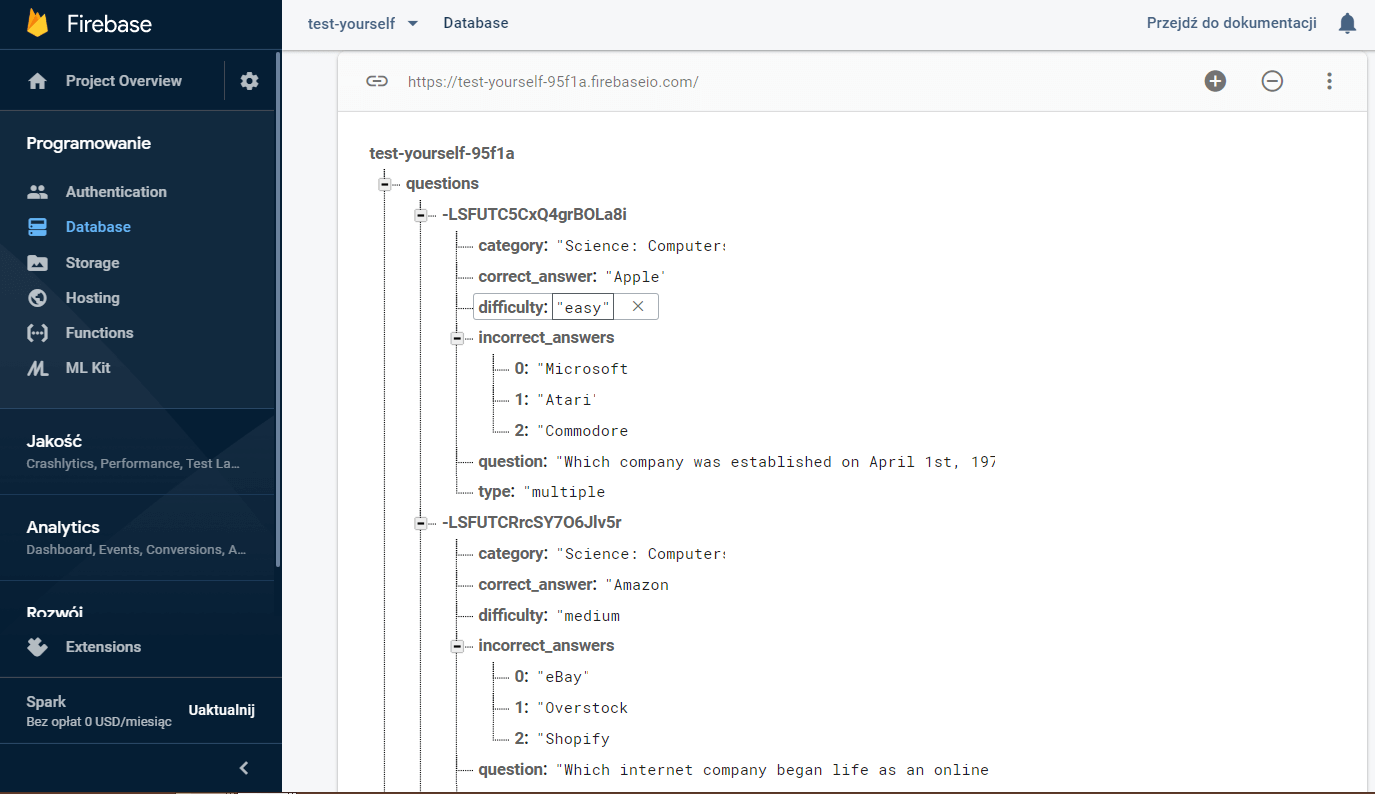 Firebase
test-yourself
Database
Przejdź do dokumentacji
Project Overview
Programowanie
Authentication
Database
Storage
Hosting
Functions
ML Kit
Jakość
Crashlytics, Performance, Test La...
Analytics
Dashboard, Events, Conversions, A...
Rozwój
Extensions
Spark
Bez opłat 0 USD/miesiąc
Uaktualnij
https://test-yourself-95f1a.firebaseio.com/
test-yourself-95f1a
questions
-LSFUTC5CxQ4grBOLa8i
category: "Science: Computers
correct_answer: "Apple"
difficulty: "easy"
incorrect_answers
0: "Microsoft
1: "Atari"
2: "Commodore
question: "Which company was established on April 1st, 197
type: "multiple
-LSFUTCRrcSY7O6Jlv5r
category: "Science: Computers
correct_answer: "Amazon
difficulty: "medium
incorrect_answers
0: "eBay"
1: "Overstock
2: "Shopify
question: "Which internet company began life as an online